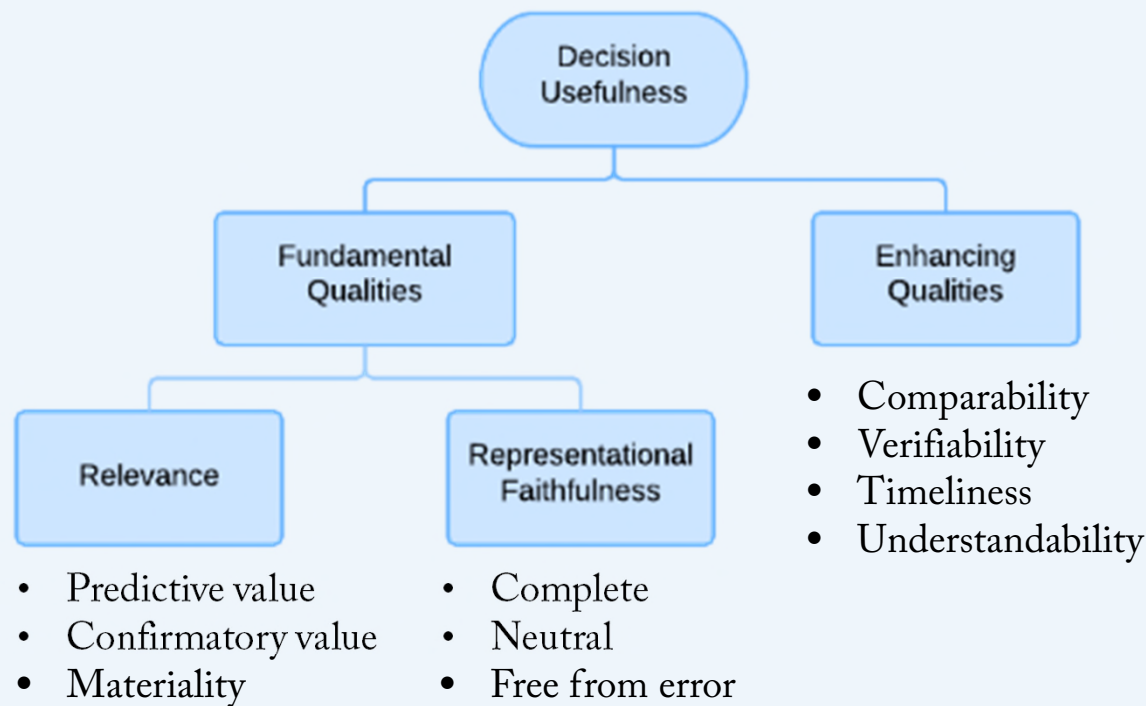 Decision
Usefulness
Fundamental
Qualities
Enhancing
Qualities
Relevance
Representational
Faithfulness
• Comparability
• Verifiability
• Timeliness
• Understandability
• Predictive value
• Confirmatory value
• Materiality
• Complete
• Neutral
• Free from error